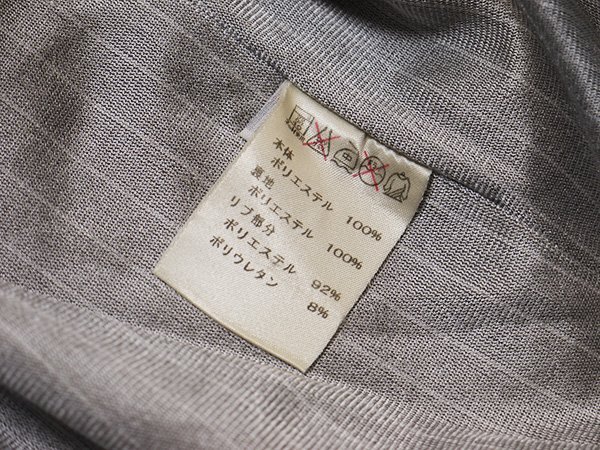 本体
ポリエステル 100%
裏地
ポリエステル 100%
リブ部分
ポリエステル 92%
ポリウレタン 8%